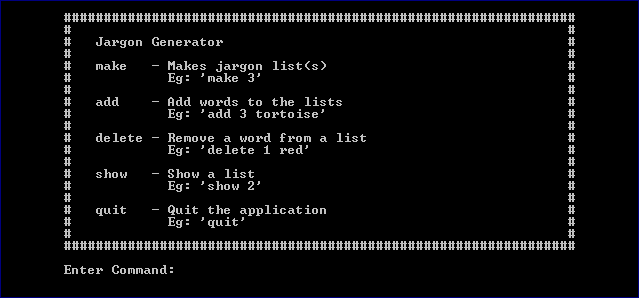 ################################################################
#                                                              #
#   Jargon Generator                                           #
#                                                              #
#   make   - Makes jargon list(s)                              #
#            Eg: 'make 3'                                      #
#                                                              #
#   add    - Add words to the lists                            #
#            Eg: 'add 3 tortoise'                              #
#                                                              #
#   delete - Remove a word from a list                         #
#            Eg: 'delete 1 red'                                #
#                                                              #
#   show   - Show a list                                       #
#            Eg: 'show 2'                                      #
#                                                              #
#   quit   - Quit the application                              #
#            Eg: 'quit'                                        #
#                                                              #
################################################################
Enter Command: